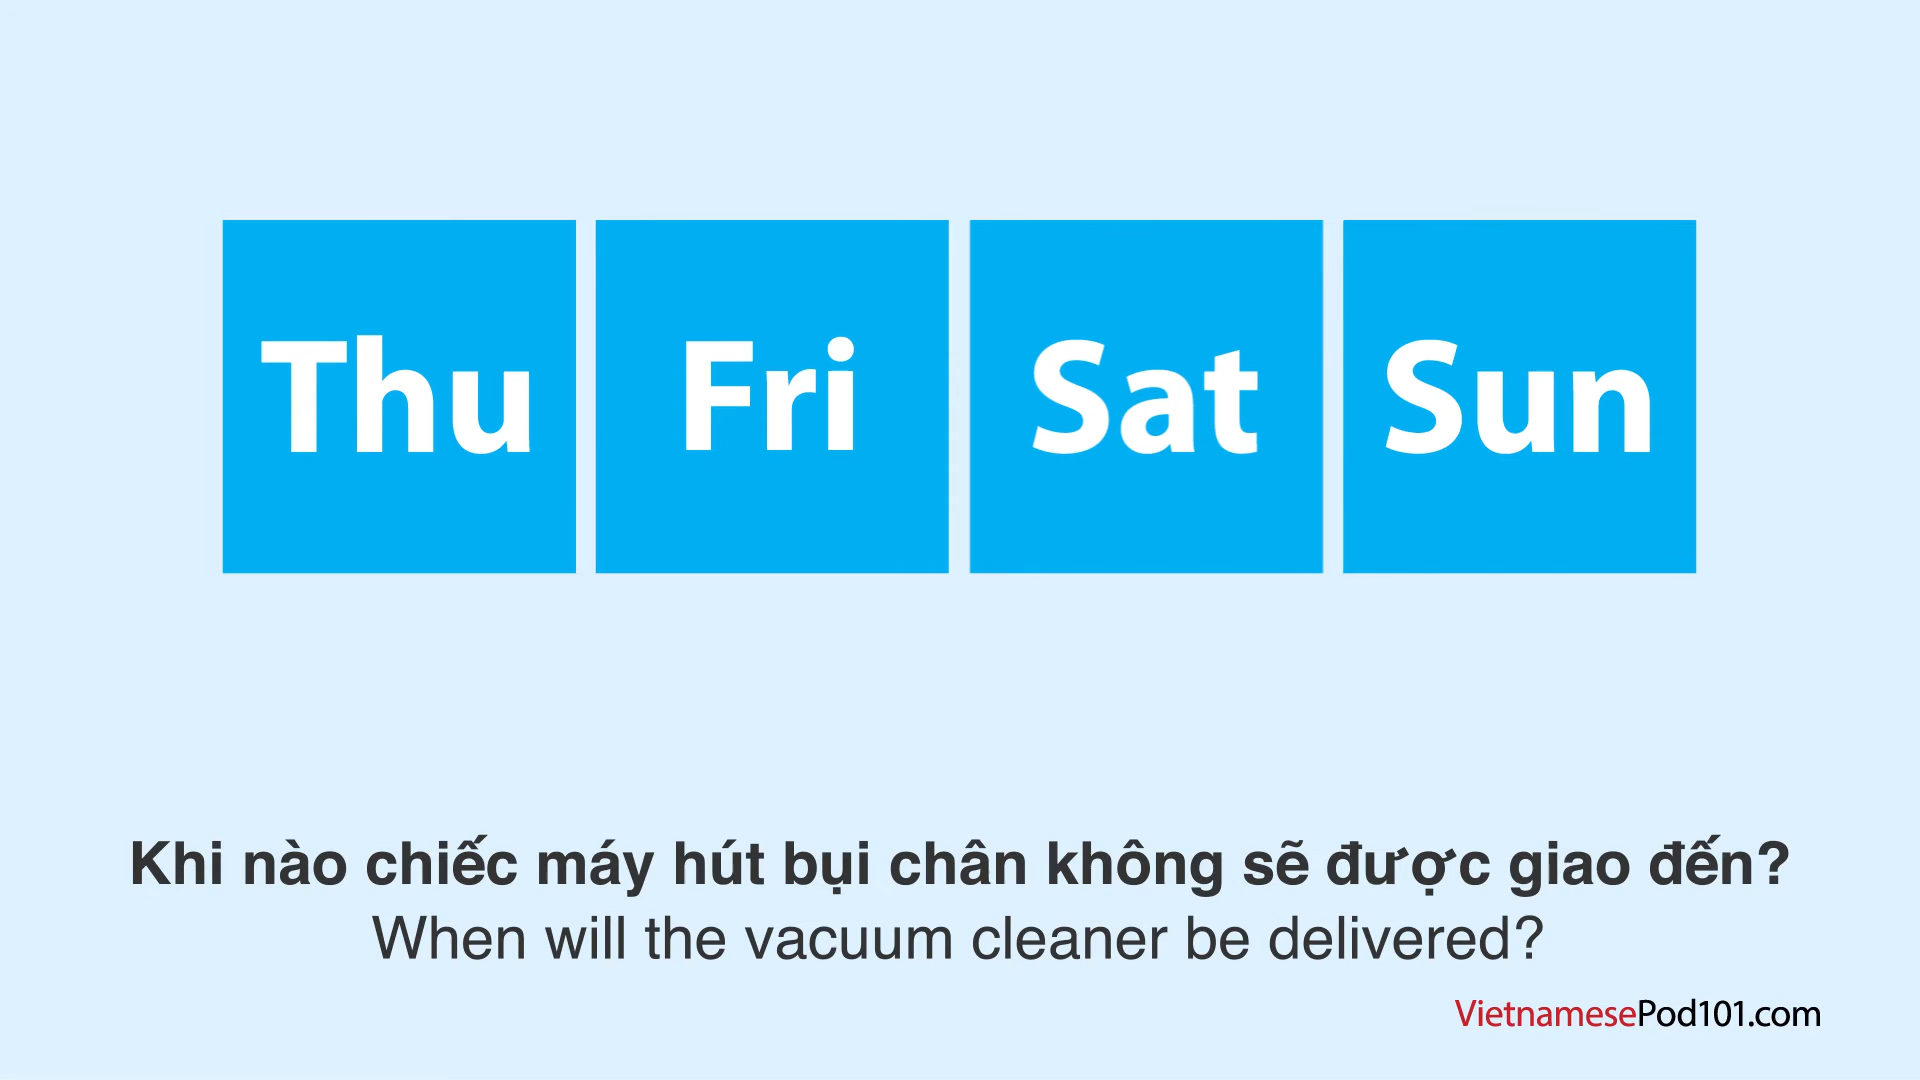 Thu Fri Sat Sun
Khi nào chiếc máy hút bụi chân không sẽ được giao đến?
When will the vacuum cleaner be delivered?
VietnamesePod101.com